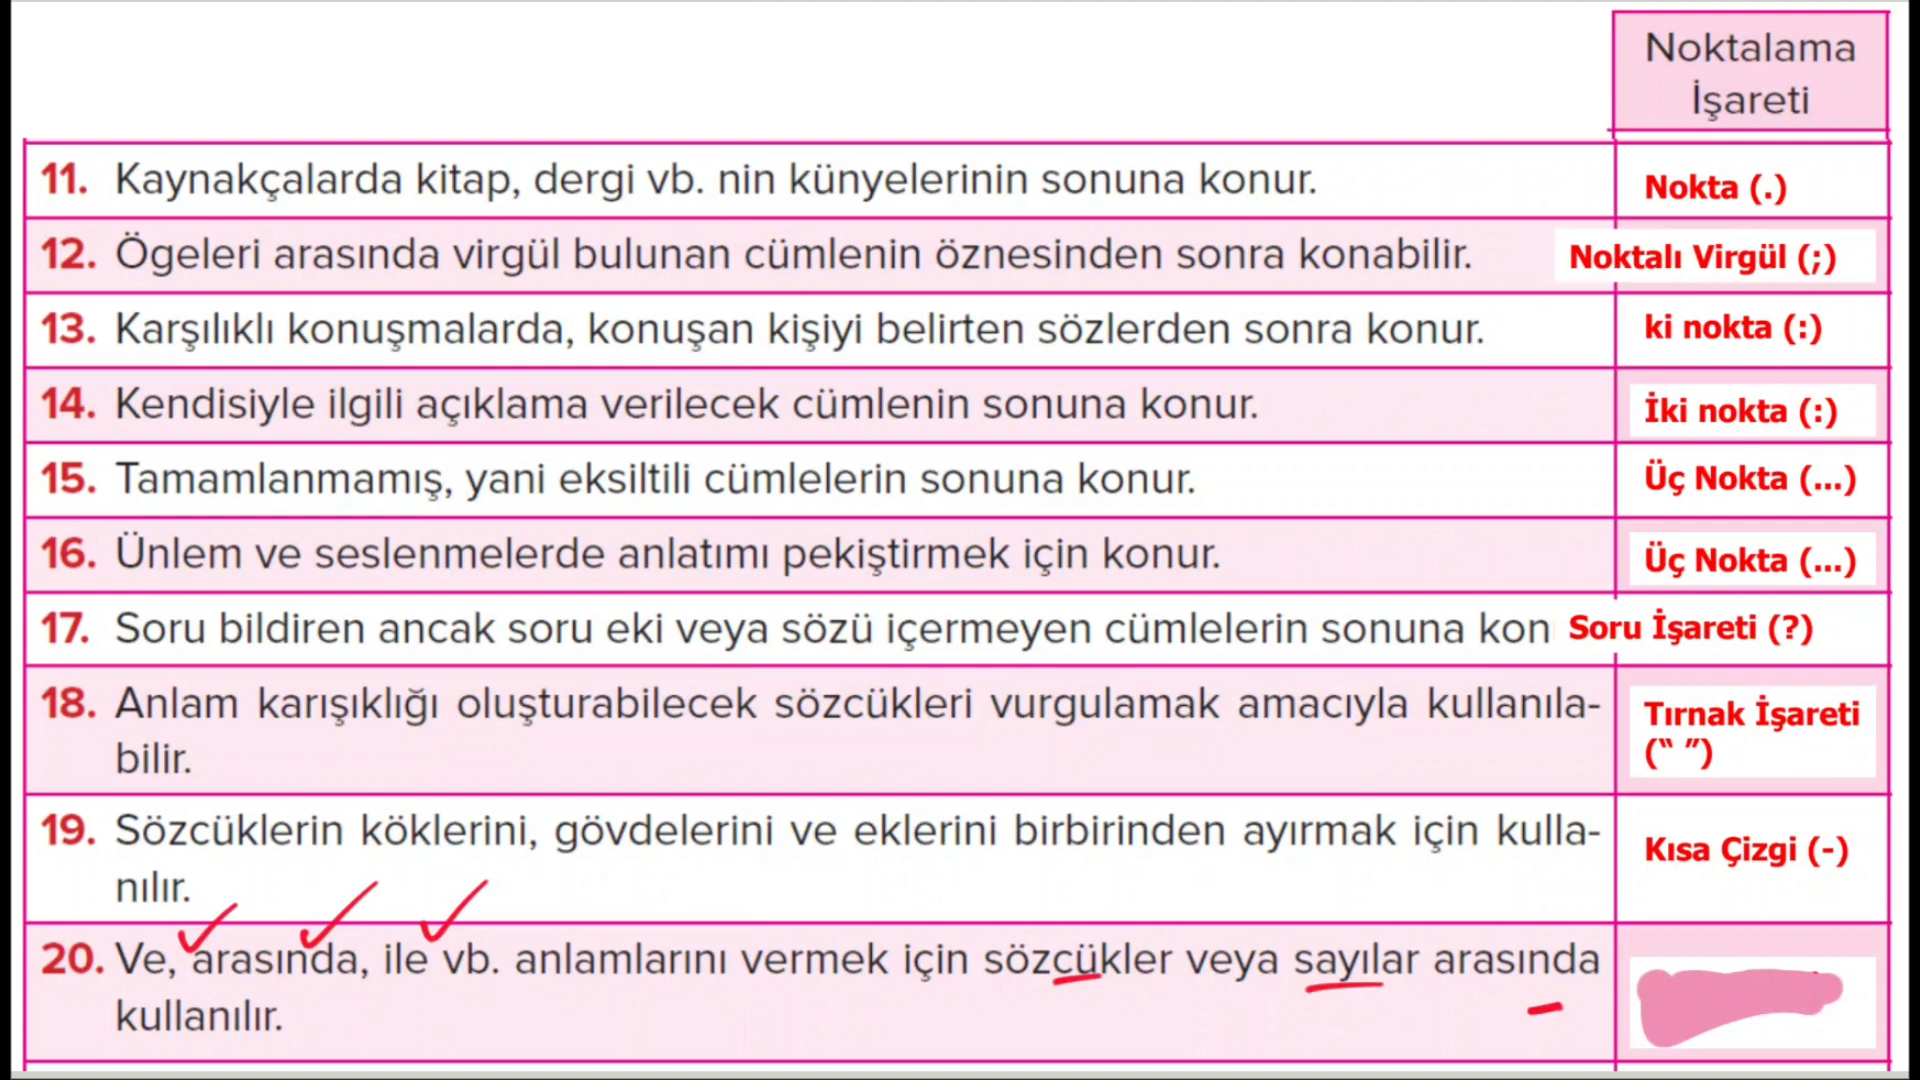 Noktalama
İşareti
11. Kaynakçalarda kitap, dergi vb. nin künyelerinin sonuna konur.
Nokta (.)
12. Ögeleri arasında virgül bulunan cümlenin öznesinden sonra konabilir.
Noktalı Virgül (;)
13. Karşılıklı konuşmalarda, konuşan kişiyi belirten sözlerden sonra konur.
ki nokta (:)
14. Kendisiyle ilgili açıklama verilecek cümlenin sonuna konur.
İki nokta (:)
15. Tamamlanmamış, yani eksiltili cümlelerin sonuna konur.
Üç Nokta (...)
16. Ünlem ve seslenmelerde anlatımı pekiştirmek için konur.
Üç Nokta (...)
17. Soru bildiren ancak soru eki veya sözü içermeyen cümlelerin sonuna kon
Soru İşareti (?)
18. Anlam karışıklığı oluşturabilecek sözcükleri vurgulamak amacıyla kullanıla-
bilir.
Tırnak İşareti
(“ ”)
19. Sözcüklerin köklerini, gövdelerini ve eklerini birbirinden ayırmak için kulla-
nılır.
Kısa Çizgi (-)
20. Ve, arasında, ile vb. anlamlarını vermek için sözcükler veya sayılar arasında
kullanılır.